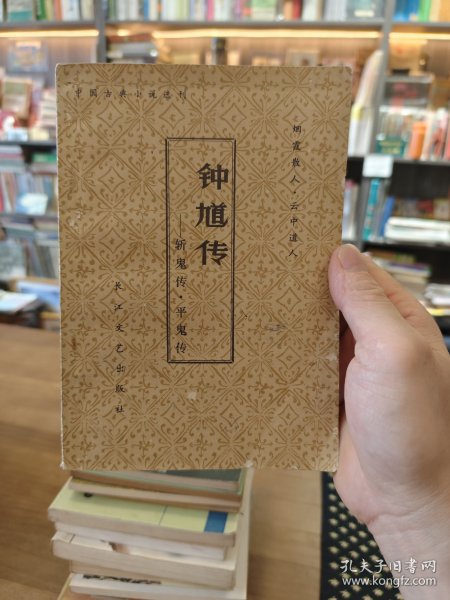 中国古典小说选刊
烟霞散人·云中道人
钟馗传
——斩鬼传·平鬼传
长江文艺出版社
孔夫子旧书网
www.kongfz.com